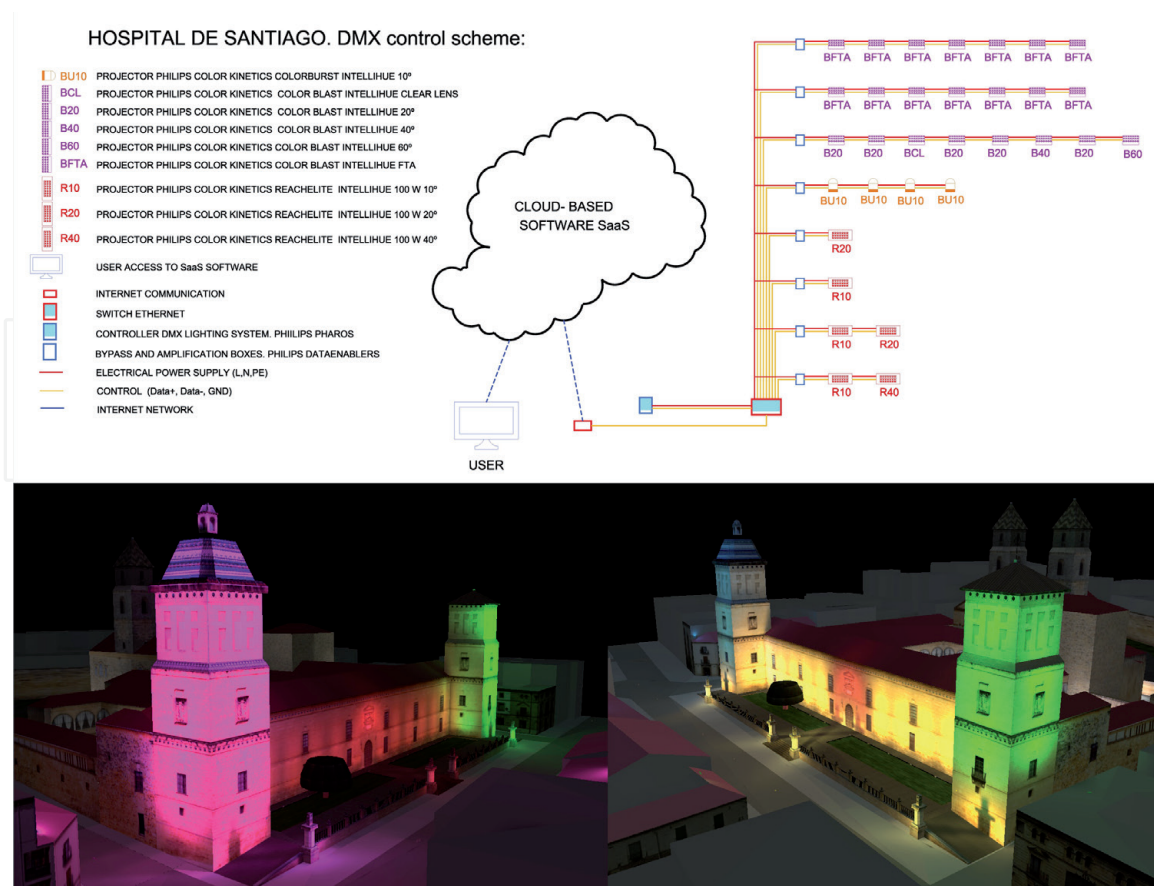 HOSPITAL DE SANTIAGO. DMX control scheme:
BU10 PROJECTOR PHILIPS COLOR KINETICS COLORBURST INTELLIHUE 10º
BCL PROJECTOR PHILIPS COLOR KINETICS COLOR BLAST INTELLIHUE CLEAR LENS
B20 PROJECTOR PHILIPS COLOR KINETICS COLOR BLAST INTELLIHUE 20º
B40 PROJECTOR PHILIPS COLOR KINETICS COLOR BLAST INTELLIHUE 40º
B60 PROJECTOR PHILIPS COLOR KINETICS COLOR BLAST INTELLIHUE 60º
BFTA PROJECTOR PHILIPS COLOR KINETICS COLOR BLAST INTELLIHUE FTA
R10 PROJECTOR PHILIPS COLOR KINETICS REACHELITE INTELLIHUE 100 W 10º
R20 PROJECTOR PHILIPS COLOR KINETICS REACHELITE INTELLIHUE 100 W 20º
R40 PROJECTOR PHILIPS COLOR KINETICS REACHELITE INTELLIHUE 100 W 40º
USER ACCESS TO SaaS SOFTWARE
INTERNET COMMUNICATION
SWITCH ETHERNET
CONTROLLER DMX LIGHTING SYSTEM. PHIILIPS PHAROS
BYPASS AND AMPLIFICATION BOXES. PHILIPS DATAENABLERS
ELECTRICAL POWER SUPPLY (L,N,PE)
CONTROL (Data+, Data-, GND)
INTERNET NETWORK
CLOUD- BASED
SOFTWARE SaaS
USER
BFTA BFTA BFTA BFTA BFTA BFTA BFTA
BFTA BFTA BFTA BFTA BFTA BFTA BFTA
B20 B20 BCL B20 B20 B40 B20 B60
BU10 BU10 BU10 BU10
R20
R10
R10 R20
R10 R40